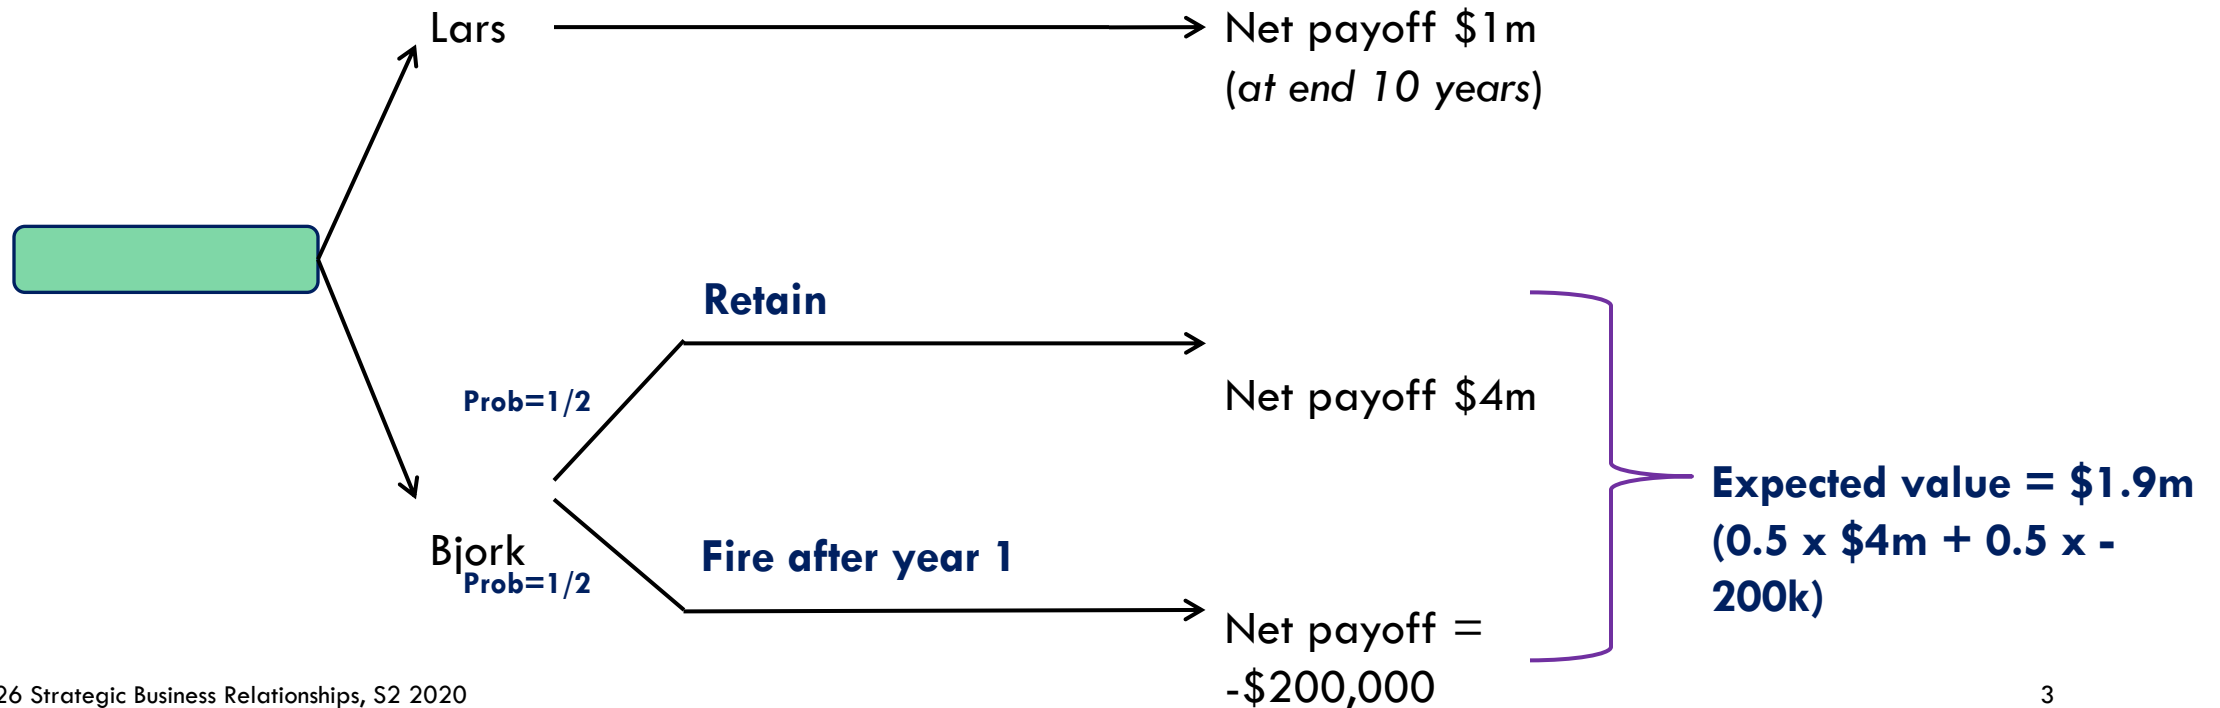 Lars
Net payoff $1m
(at end 10 years)
Retain
Prob=1/2
Net payoff $4m
Expected value = $1.9m
(0.5 x $4m + 0.5 x -
200k)
Bjork
Prob=1/2
Fire after year 1
Net payoff =
-$200,000
26 Strategic Business Relationships, S2 2020
3